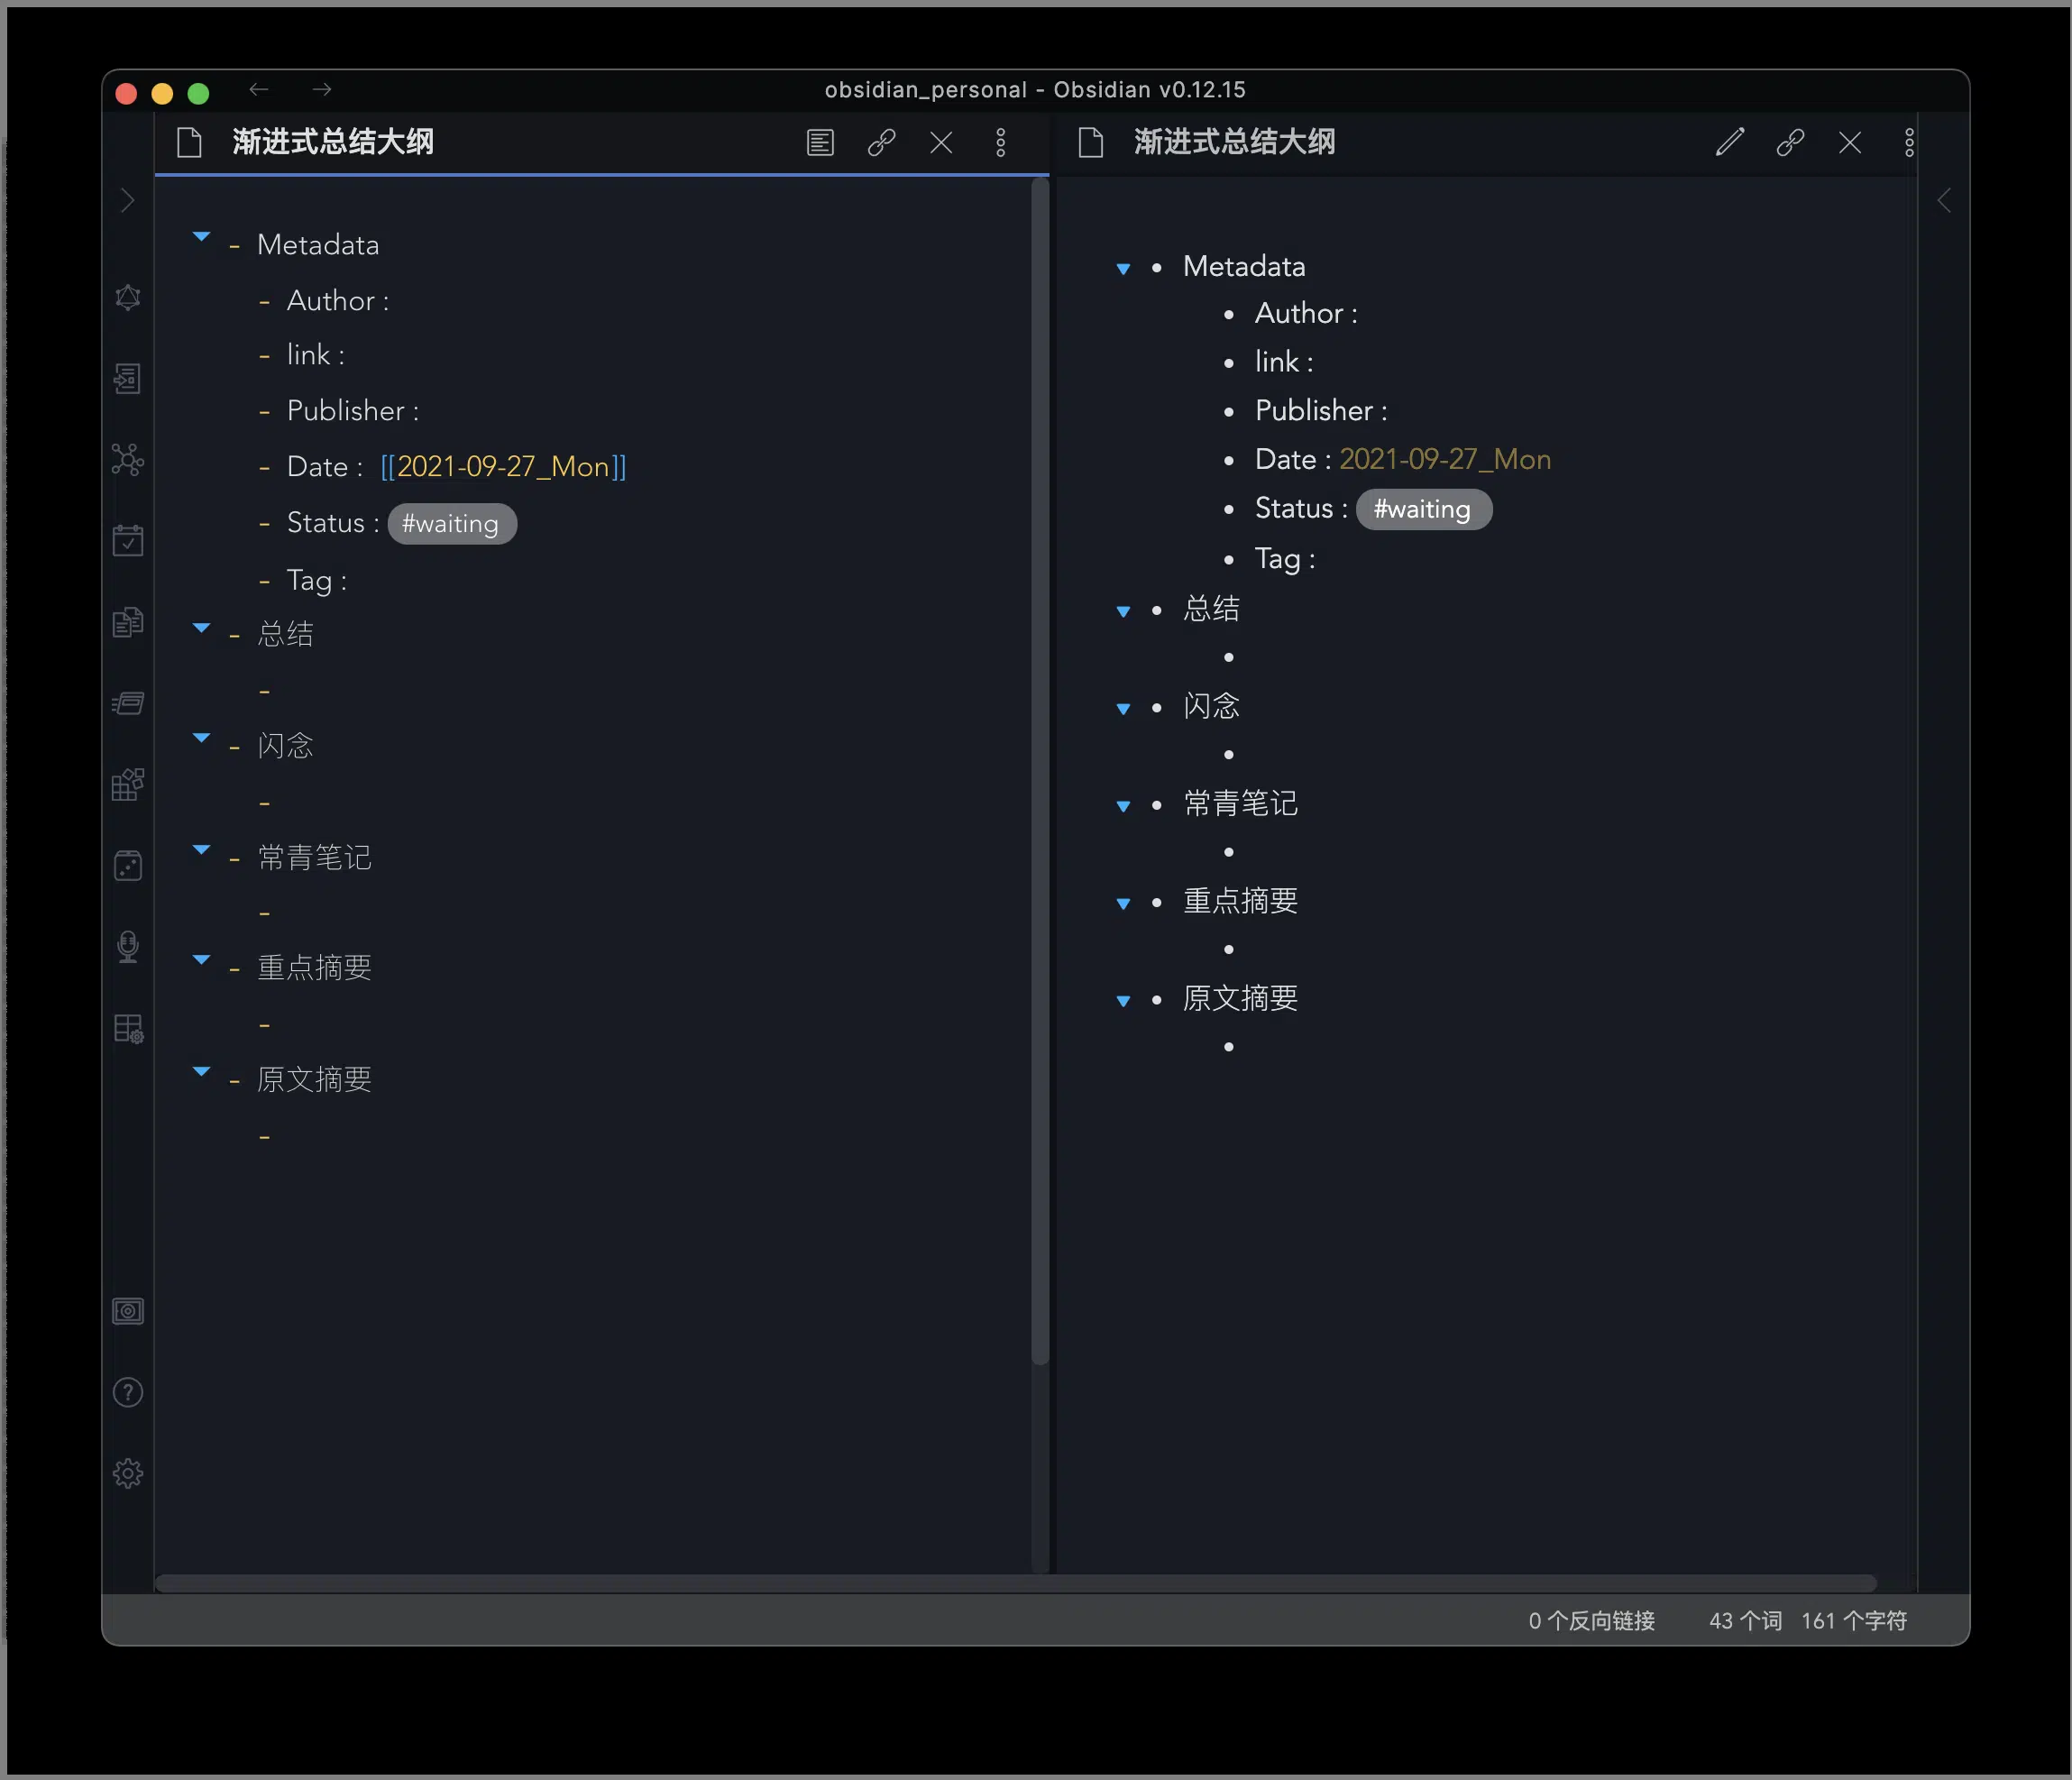 obsidian_personal - Obsidian v0.12.15
渐进式总结大纲
- Metadata
- Author :
- link :
- Publisher :
- Date : [[2021-09-27_Mon]]
- Status : #waiting
- Tag :
- 总结
-
- 闪念
-
- 常青笔记
-
- 重点摘要
-
- 原文摘要
-
渐进式总结大纲
• Metadata
• Author :
• link :
• Publisher :
• Date : 2021-09-27_Mon
• Status : #waiting
• Tag :
• 总结
•
• 闪念
•
• 常青笔记
•
• 重点摘要
•
• 原文摘要
•
0 个反向链接 43 个词 161 个字符